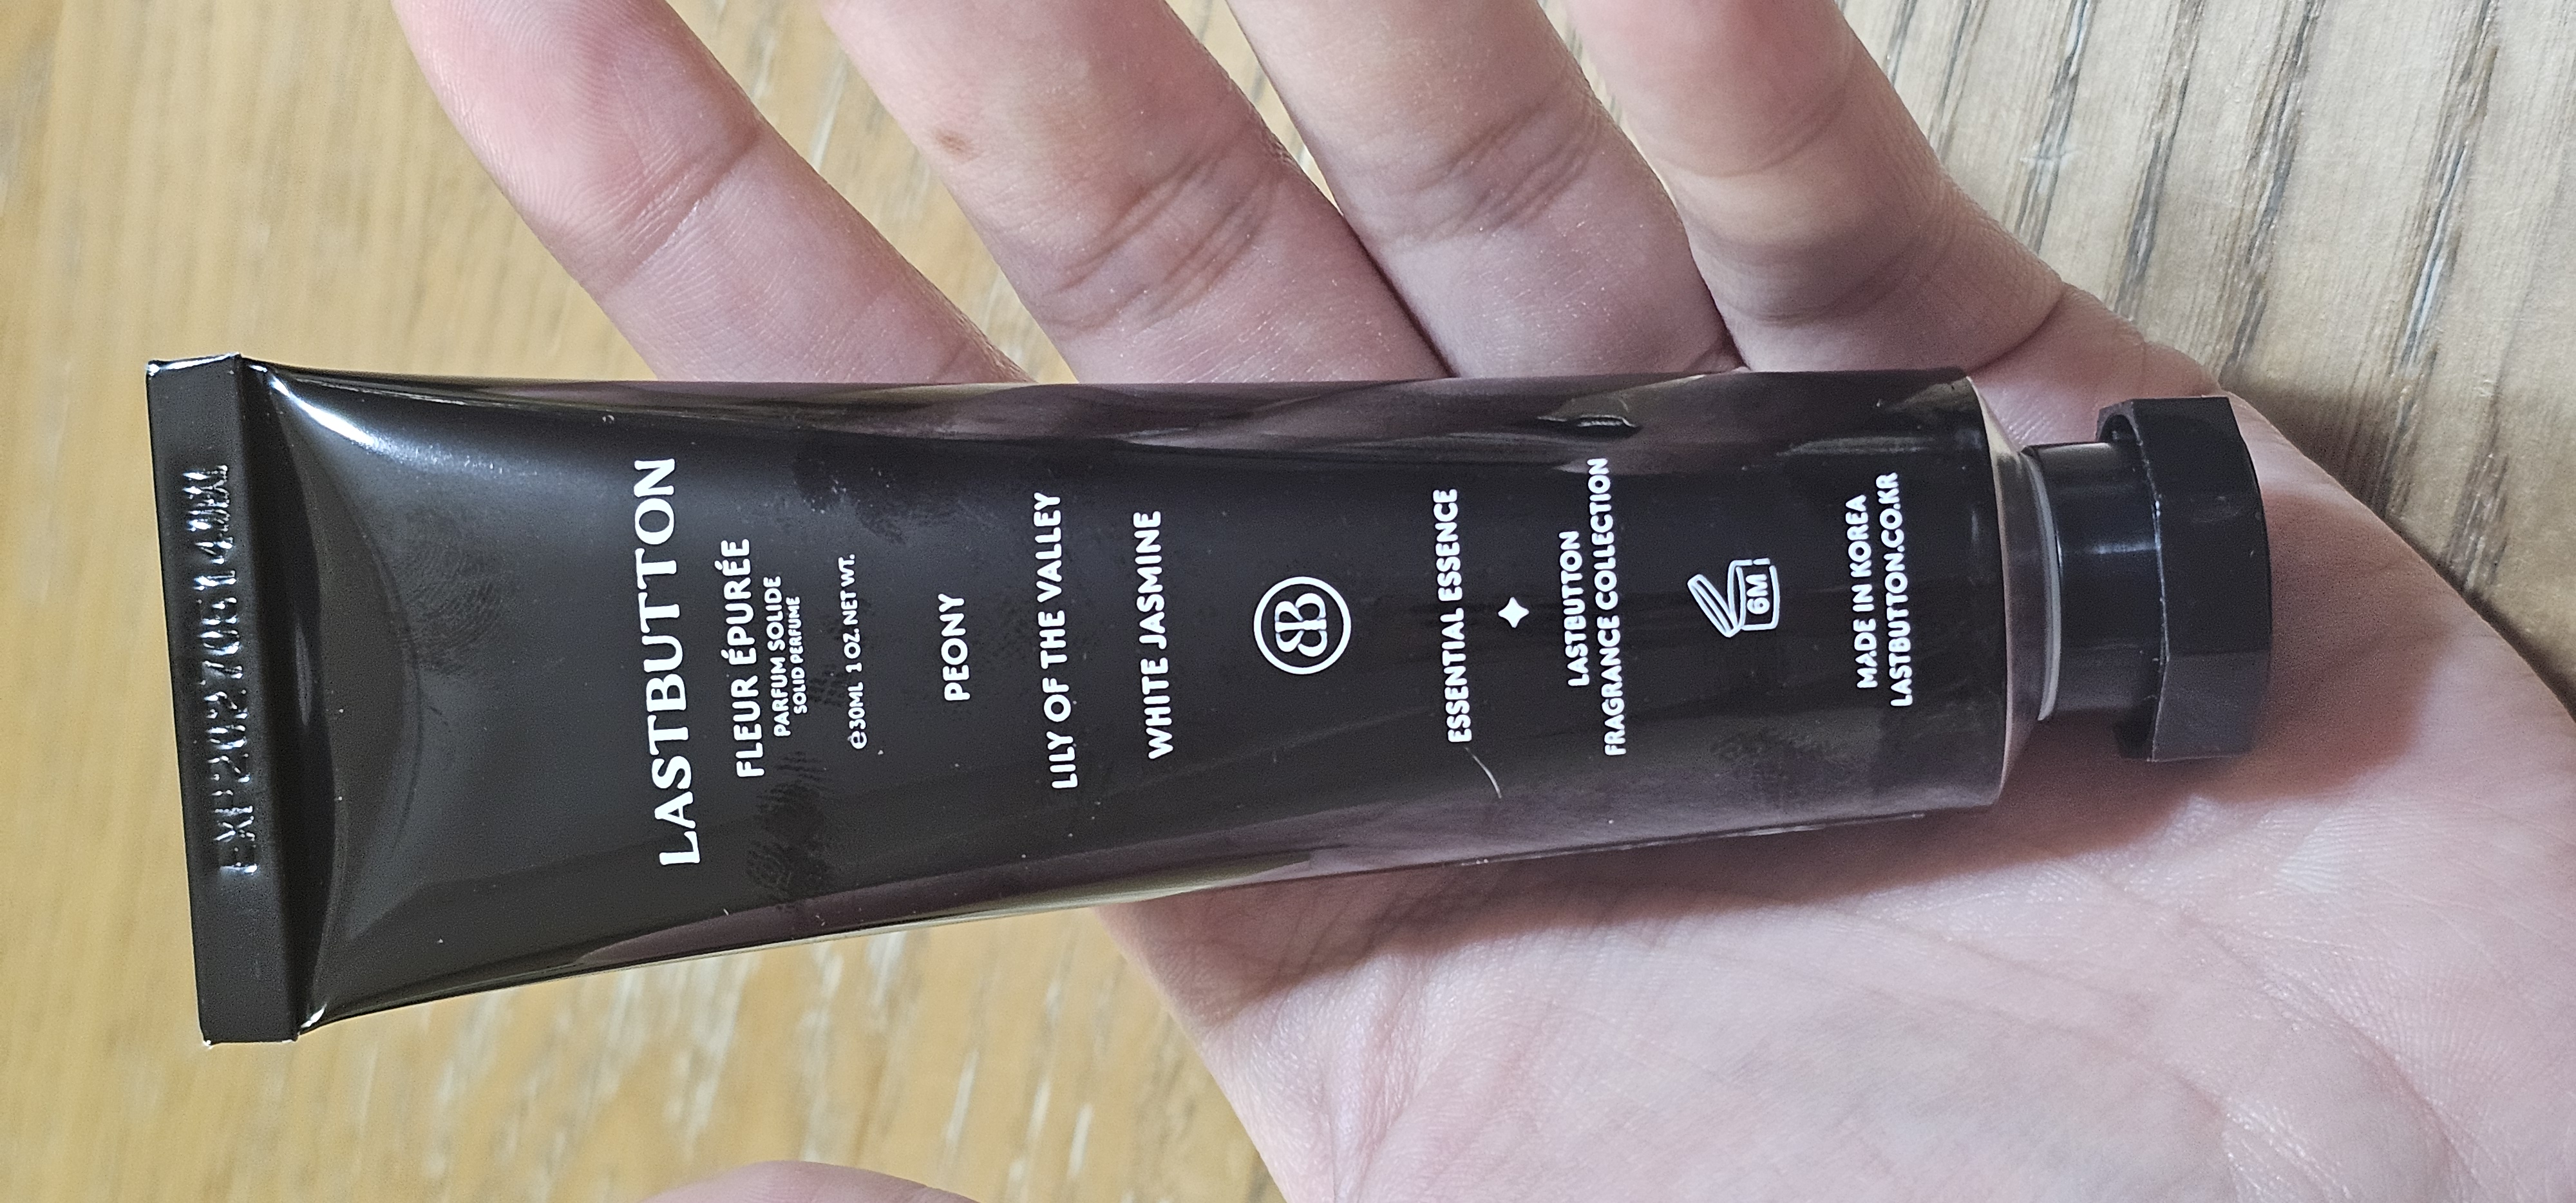 LASTBUTTON
FLEUR ÉPURÉE
PARFUM SOLIDE
SOLID PERFUME
℮30ML 1 OZ. NET WT.
PEONY
LILY OF THE VALLEY
WHITE JASMINE
ESSENTIAL ESSENCE
LASTBUTTON
FRAGRANCE COLLECTION
6M
MADE IN KOREA
LASTBUTTON.CO.KR